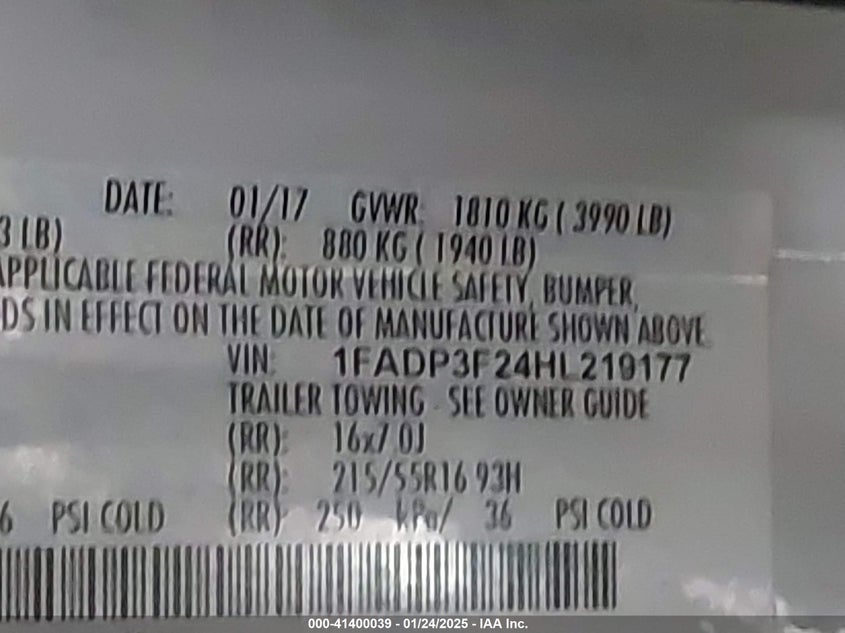 DATE: 01/17 GVWR: 1810 KG ( 3990 LB)
3 LB) (RR): 880 KG ( 1940 LB)
APPLICABLE FEDERAL MOTOR VEHICLE SAFETY, BUMPER,
DS IN EFFECT ON THE DATE OF MANUFACTURE SHOWN ABOVE.
VIN: 1FADP3F24HL219177
TRAILER TOWING - SEE OWNER GUIDE
(RR): 16x7.0J
(RR): 215/55R16 93H
6 PSI COLD (RR): 250 kPa/ 36 PSI COLD
000-41400039 - 01/24/2025 - IAA Inc.